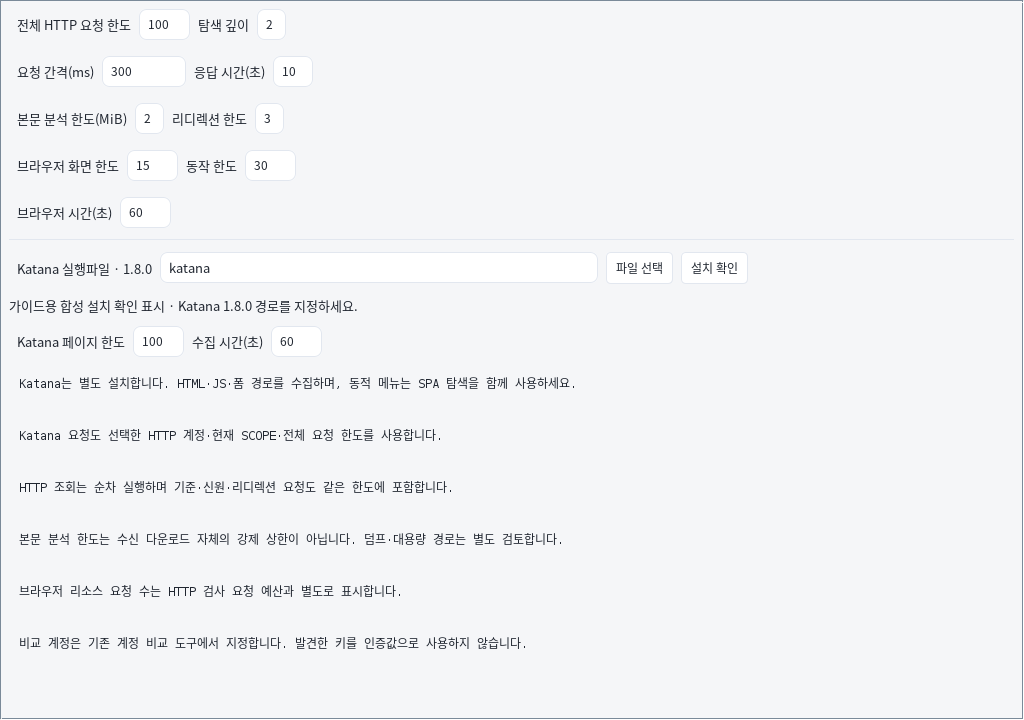 전체 HTTP 요청 한도 100 탐색 깊이 2
요청 간격(ms) 300 응답 시간(초) 10
본문 분석 한도(MiB) 2 리디렉션 한도 3
브라우저 화면 한도 15 동작 한도 30
브라우저 시간(초) 60
Katana 실행파일 · 1.8.0 katana 파일 선택 설치 확인
가이드용 합성 설치 확인 표시 · Katana 1.8.0 경로를 지정하세요.
Katana 페이지 한도 100 수집 시간(초) 60
Katana는 별도 설치합니다. HTML·JS·폼 경로를 수집하며, 동적 메뉴는 SPA 탐색을 함께 사용하세요.
Katana 요청도 선택한 HTTP 계정·현재 SCOPE·전체 요청 한도를 사용합니다.
HTTP 조회는 순차 실행하며 기준·신원·리디렉션 요청도 같은 한도에 포함합니다.
본문 분석 한도는 수신 다운로드 자체의 강제 상한이 아닙니다. 덤프·대용량 경로는 별도 검토합니다.
브라우저 리소스 요청 수는 HTTP 검사 요청 예산과 별도로 표시합니다.
비교 계정은 기존 계정 비교 도구에서 지정합니다. 발견한 키를 인증값으로 사용하지 않습니다.